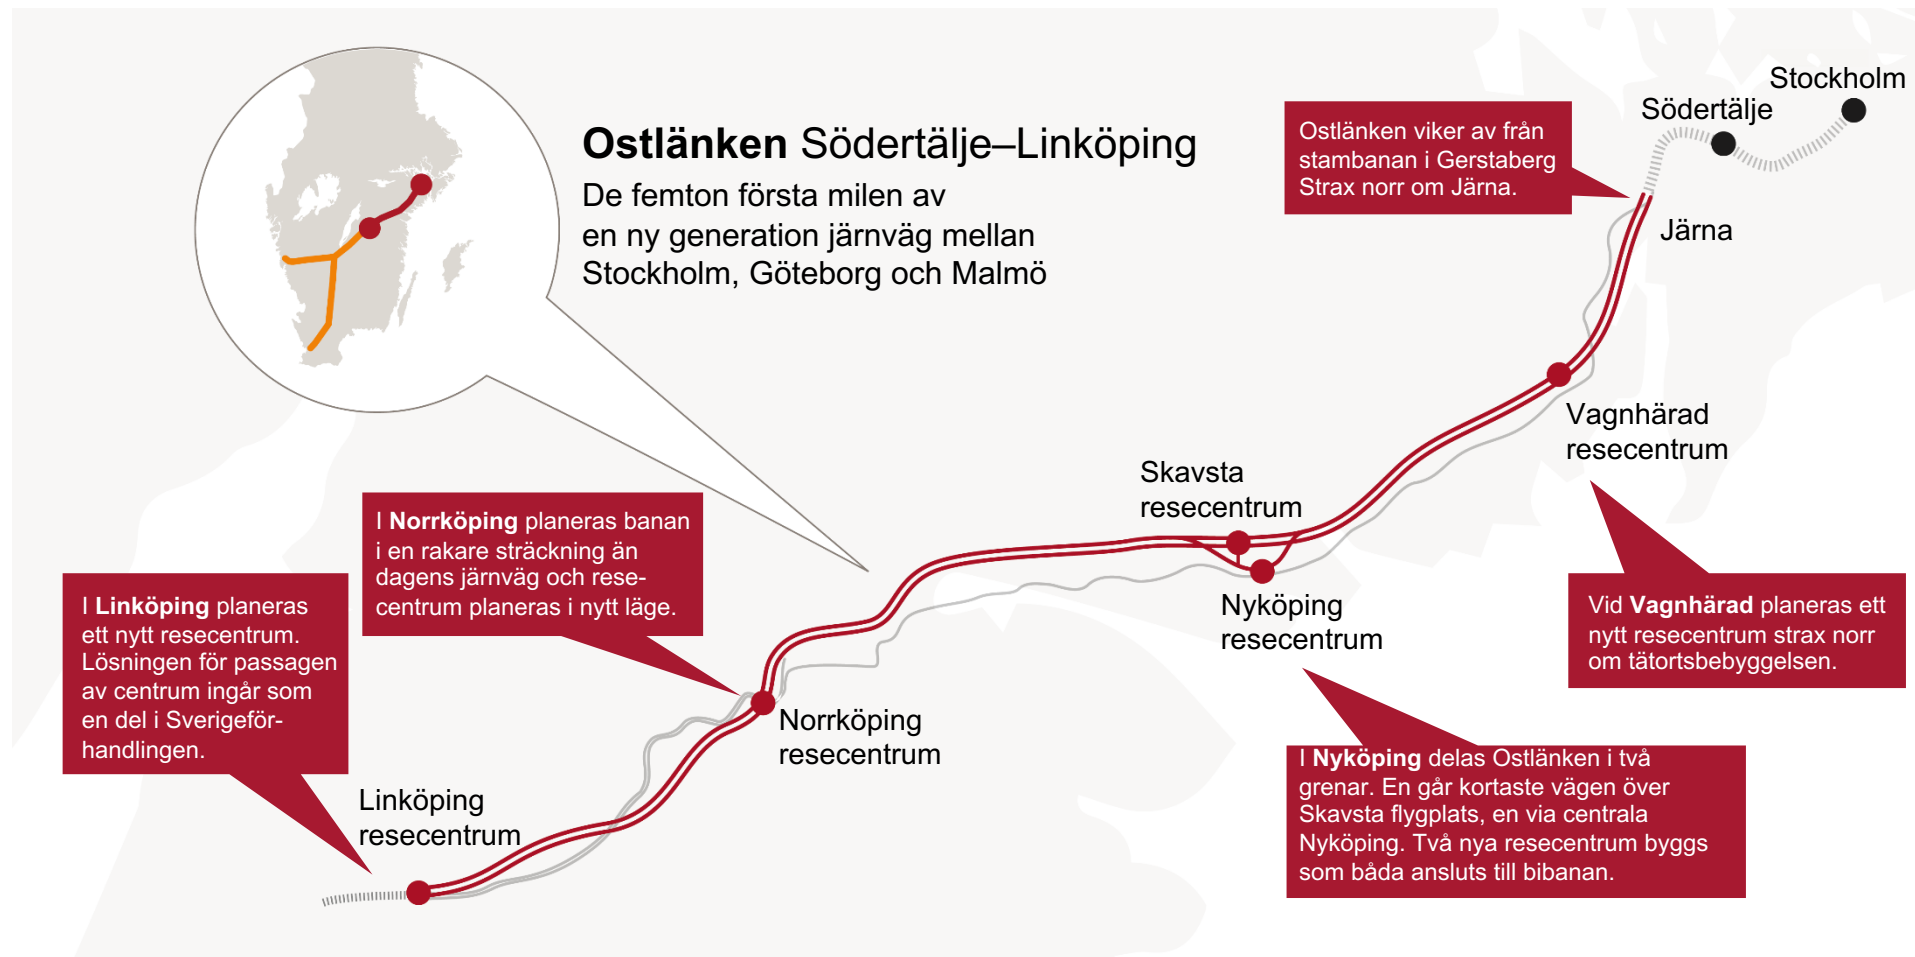 Ostlänken Södertälje–Linköping
De femton första milen av
en ny generation järnväg mellan
Stockholm, Göteborg och Malmö
Stockholm
Södertälje
Ostlänken viker av från
stambanan i Gerstaberg
Strax norr om Järna.
Järna
Vagnhärad
resecentrum
Skavsta
resecentrum
I Norrköping planeras banan
i en rakare sträckning än
dagens järnväg och rese-
centrum planeras i nytt läge.
I Linköping planeras
ett nytt resecentrum.
Lösningen för passagen
av centrum ingår som
en del i Sverigeför-
handlingen.
Nyköping
resecentrum
Vid Vagnhärad planeras ett
nytt resecentrum strax norr
om tätortsbebyggelsen.
Norrköping
resecentrum
I Nyköping delas Ostlänken i två
grenar. En går kortaste vägen över
Skavsta flygplats, en via centrala
Nyköping. Två nya resecentrum byggs
som båda ansluts till bibanan.
Linköping
resecentrum